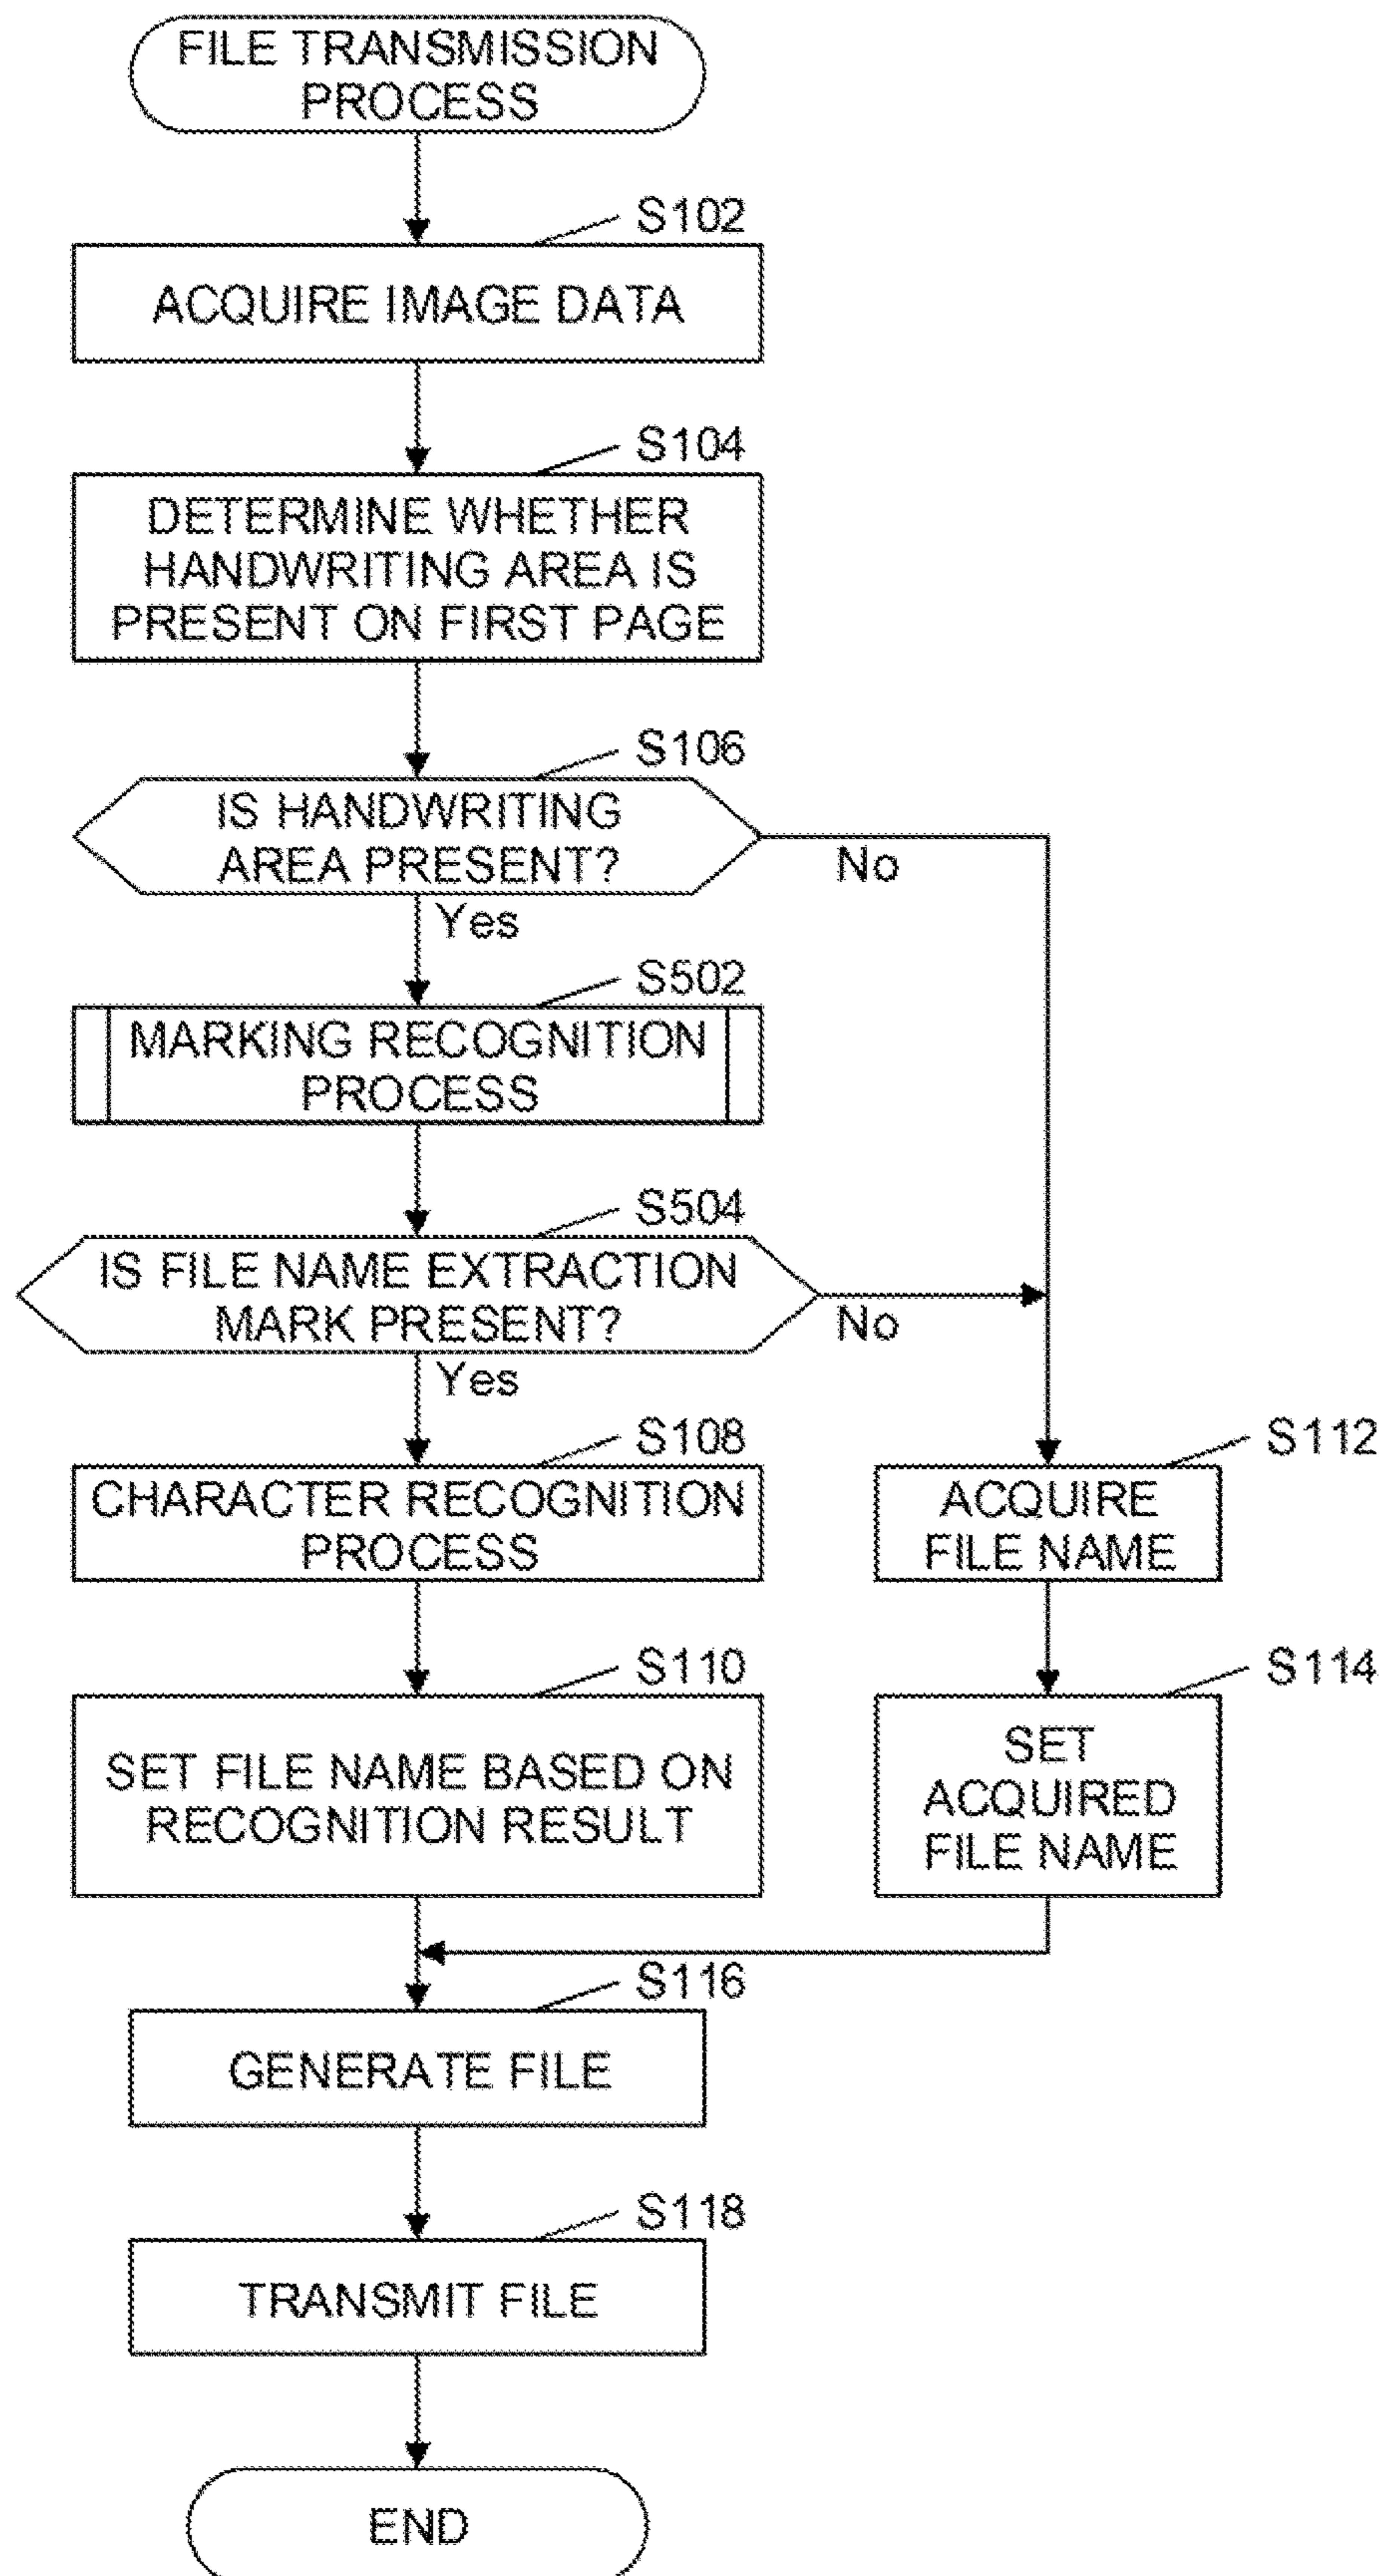 FILE TRANSMISSION
PROCESS
S102
ACQUIRE IMAGE DATA
S104
DETERMINE WHETHER
HANDWRITING AREA IS
PRESENT ON FIRST PAGE
S106
IS HANDWRITING
AREA PRESENT?
No
Yes
S502
MARKING RECOGNITION
PROCESS
S504
IS FILE NAME EXTRACTION
MARK PRESENT?
No
Yes
S108
CHARACTER RECOGNITION
PROCESS
S112
ACQUIRE
FILE NAME
S110
SET FILE NAME BASED ON
RECOGNITION RESULT
S114
SET
ACQUIRED
FILE NAME
S116
GENERATE FILE
S118
TRANSMIT FILE
END